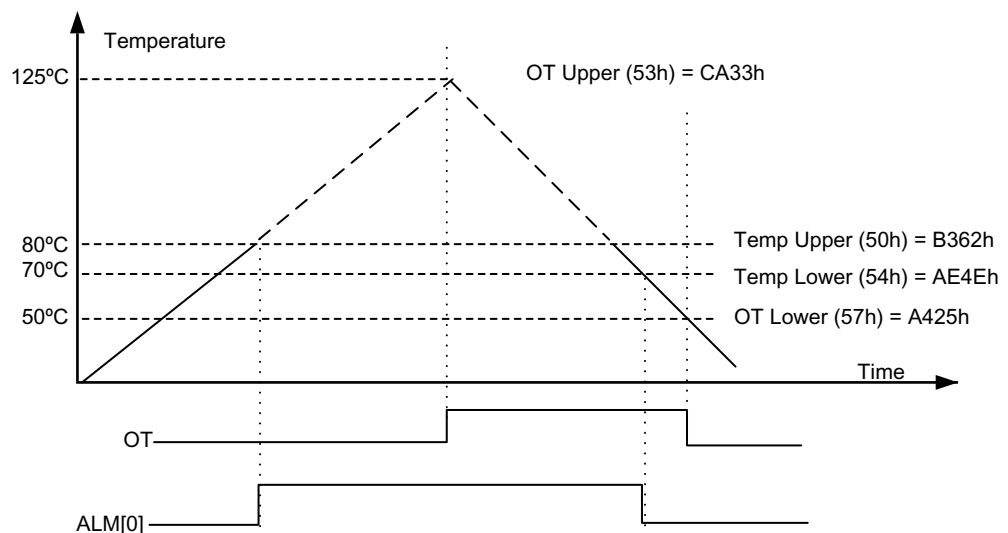 Temperature
125ºC
OT Upper (53h) = CA33h
80ºC
Temp Upper (50h) = B362h
70ºC
Temp Lower (54h) = AE4Eh
50ºC
OT Lower (57h) = A425h
Time
OT
ALM[0]